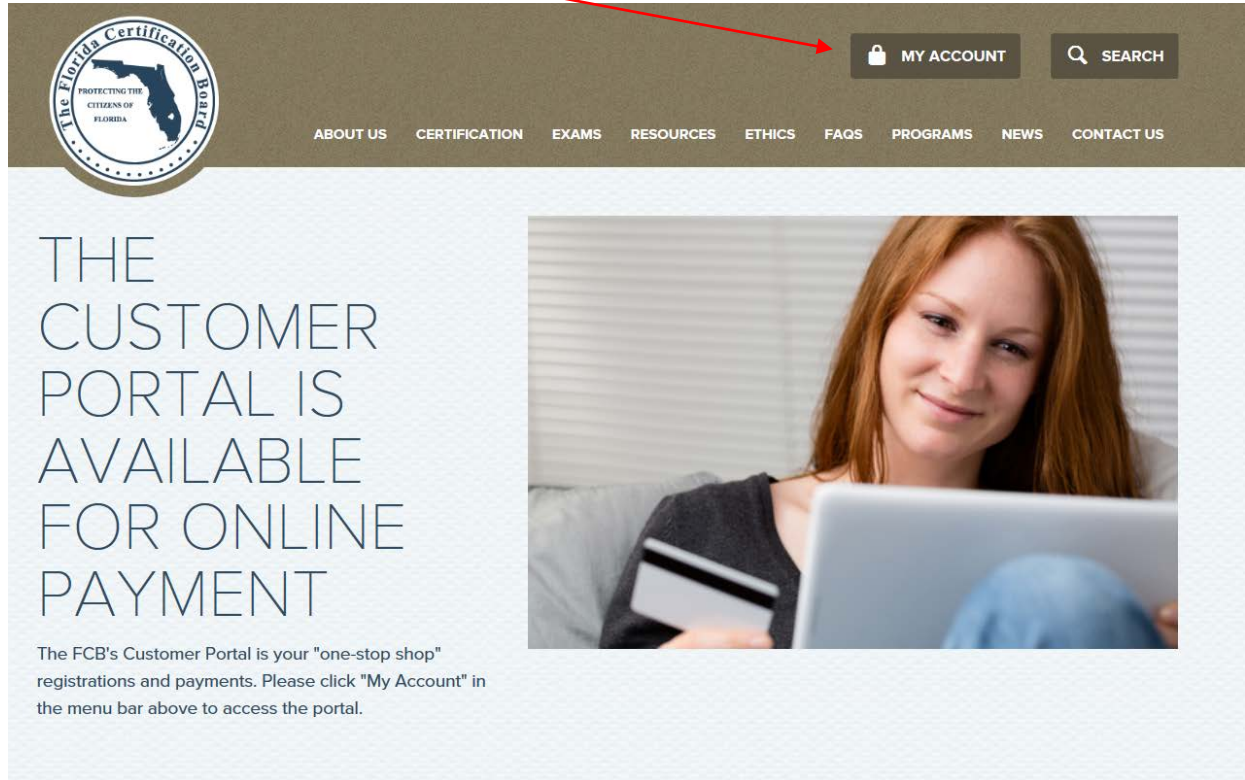 The Florida Certification Board
PROTECTING THE
CITIZENS OF
FLORIDA
MY ACCOUNT
SEARCH
ABOUT US CERTIFICATION EXAMS RESOURCES ETHICS FAQS PROGRAMS NEWS CONTACT US
THE
CUSTOMER
PORTAL IS
AVAILABLE
FOR ONLINE
PAYMENT
The FCB's Customer Portal is your "one-stop shop"
registrations and payments. Please click "My Account" in
the menu bar above to access the portal.